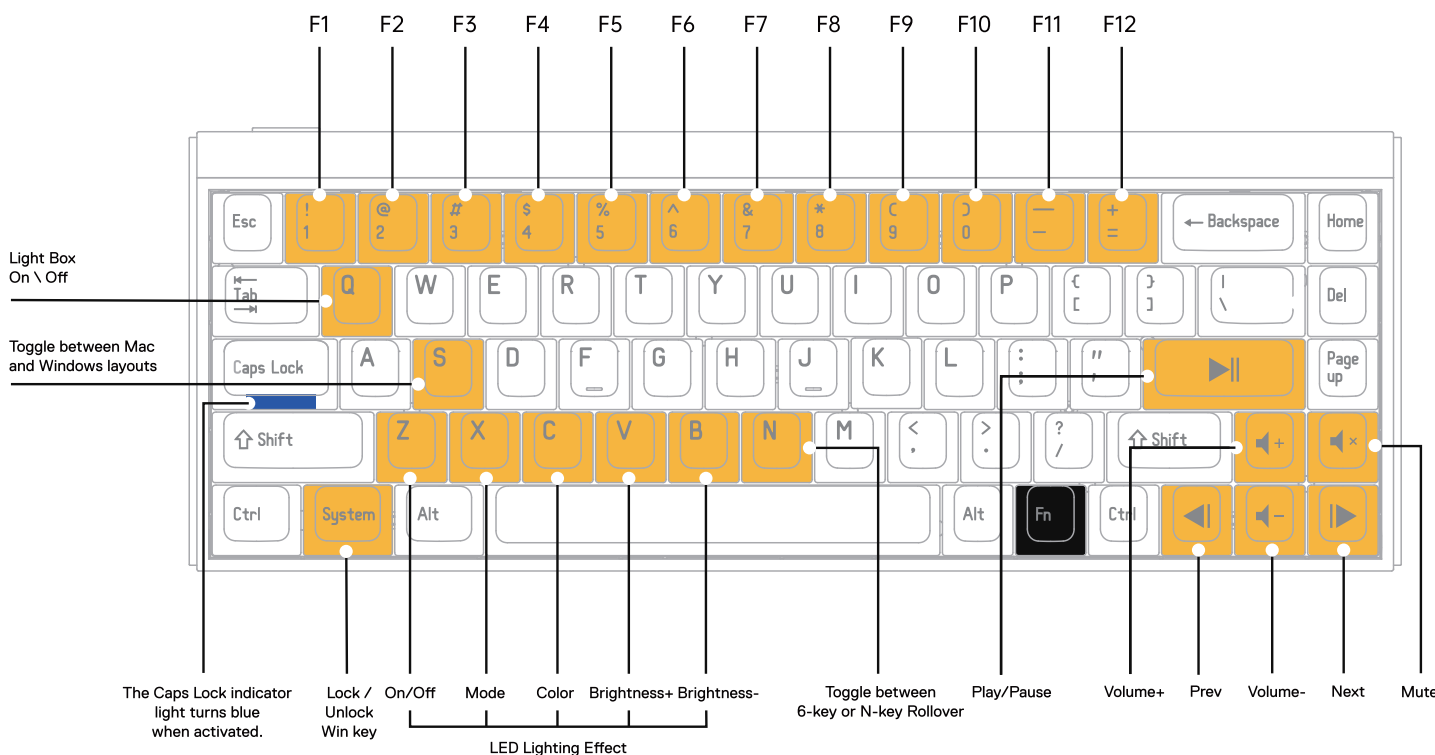 F1 F2 F3 F4 F5 F6 F7 F8 F9 F10 F11 F12
Esc ! 1 @ 2 # 3 $ 4 % 5 ^ 6 & 7 * 8 ( 9 ) 0 — – + = ← Backspace Home
Light Box
On \ Off
Tab Q W E R T Y U I O P { [ } ] | \ Del
Toggle between Mac
and Windows layouts
Caps Lock A S D F G H J K L : ; " , Page
up
Shift Z X C V B N M < , > . ? / Shift + ×
Ctrl System Alt Alt Fn Ctrl –
The Caps Lock indicator
light turns blue
when activated.
Lock /
Unlock
Win key
On/Off Mode Color Brightness+ Brightness-
LED Lighting Effect
Toggle between
6-key or N-key Rollover
Play/Pause
Volume+ Prev Volume- Next Mute